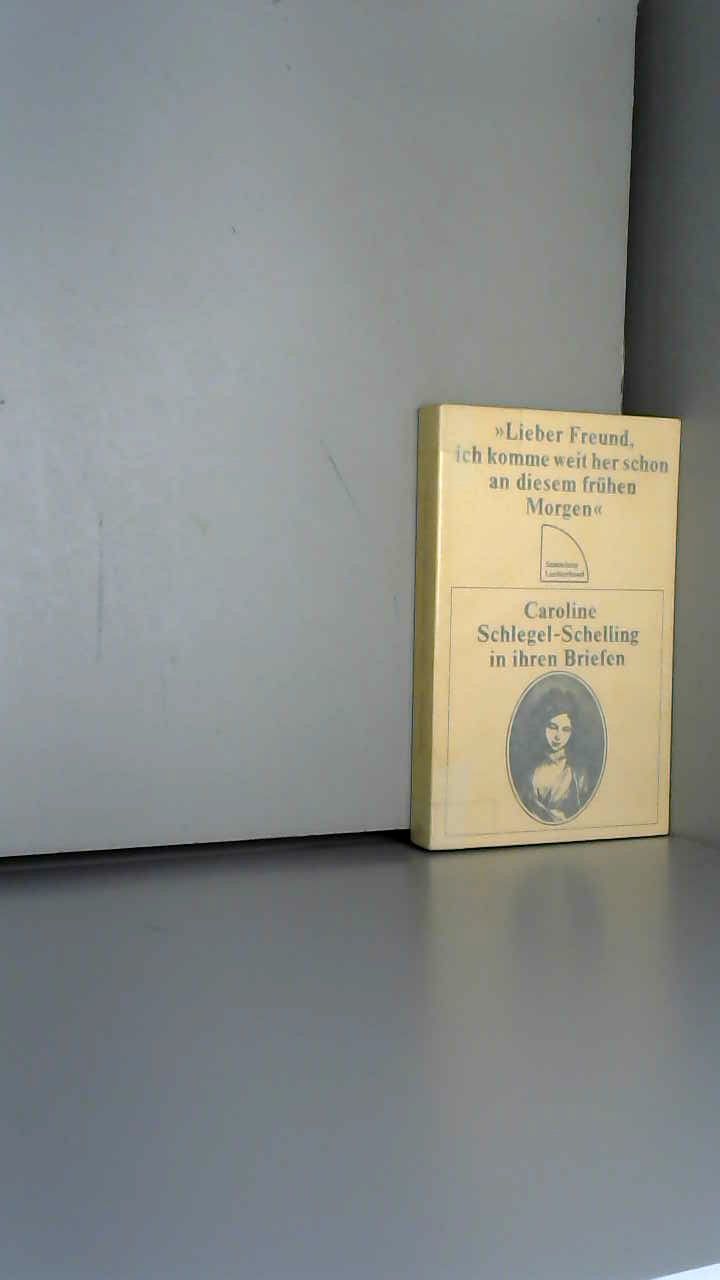 »Lieber Freund,
ich komme weit her schon
an diesem frühen
Morgen«
Sammlung
Luchterhand
Caroline
Schlegel-Schelling
in ihren Briefen